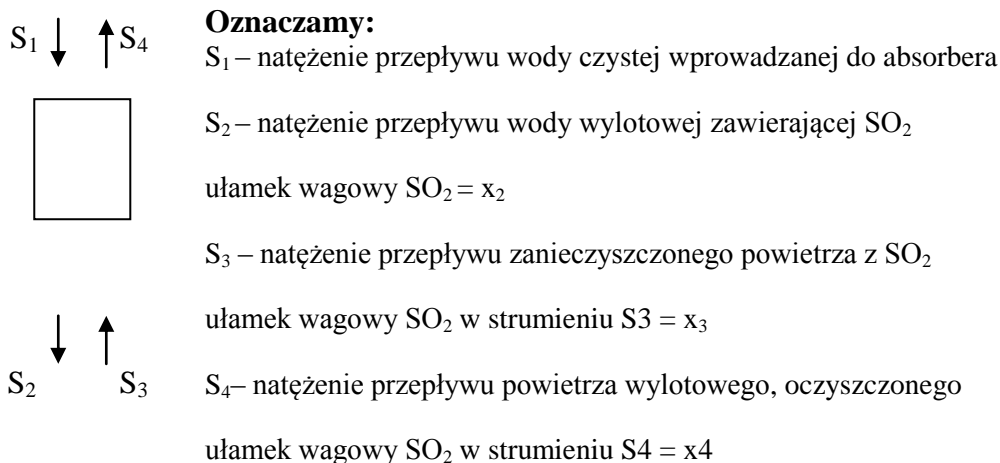 S₁ S₄
Oznaczamy:
S₁ – natężenie przepływu wody czystej wprowadzanej do absorbera
S₂ – natężenie przepływu wody wylotowej zawierającej SO₂
ułamek wagowy SO₂ = x₂
S₃ – natężenie przepływu zanieczyszczonego powietrza z SO₂
ułamek wagowy SO₂ w strumieniu S3 = x₃
S₂ S₃
S₄– natężenie przepływu powietrza wylotowego, oczyszczonego
ułamek wagowy SO₂ w strumieniu S4 = x4